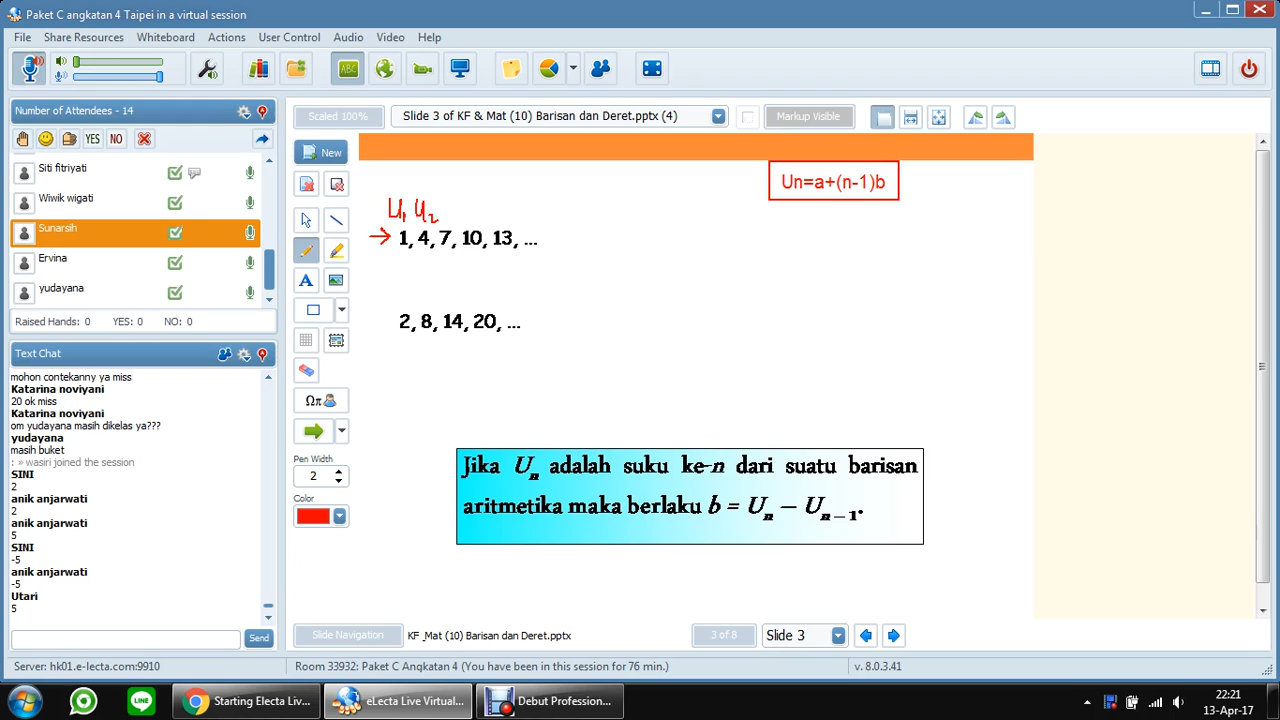 Paket C angkatan 4 Taipei in a virtual session
File Share Resources Whiteboard Actions User Control Audio Video Help
Number of Attendees - 14
YES NO
Siti fitriyati
Wiwik wigati
Sunarsih
Ervina
yudayana
Raised Hands: 0 YES: 0 NO: 0
Text Chat
mohon contekanny ya miss
Katarina noviyani
20 ok miss
Katarina noviyani
om yudayana masih dikelas ya???
yudayana
masih buket
: » wasiri joined the session
SINI
2
anik anjarwati
2
anik anjarwati
5
SINI
-5
anik anjarwati
-5
Utari
5
Send
Scaled 100% Slide 3 of KF & Mat (10) Barisan dan Deret.pptx (4) Markup Visible
New
ABC
A
Ωπ
Pen Width
2
Color
Un=a+(n-1)b
U1 U2
→ 1, 4, 7, 10, 13, ...
2, 8, 14, 20, ...
Jika Un adalah suku ke-n dari suatu barisan
aritmetika maka berlaku b = Un − Un − 1.
Slide Navigation KF _Mat (10) Barisan dan Deret.pptx 3 of 8 Slide 3
Server: hk01.e-lecta.com:9910 Room 33932: Paket C Angkatan 4 (You have been in this session for 76 min.) v. 8.0.3.41
LINE Starting Electa Liv... eLecta Live Virtual... Debut Profession...
22:21
13-Apr-17